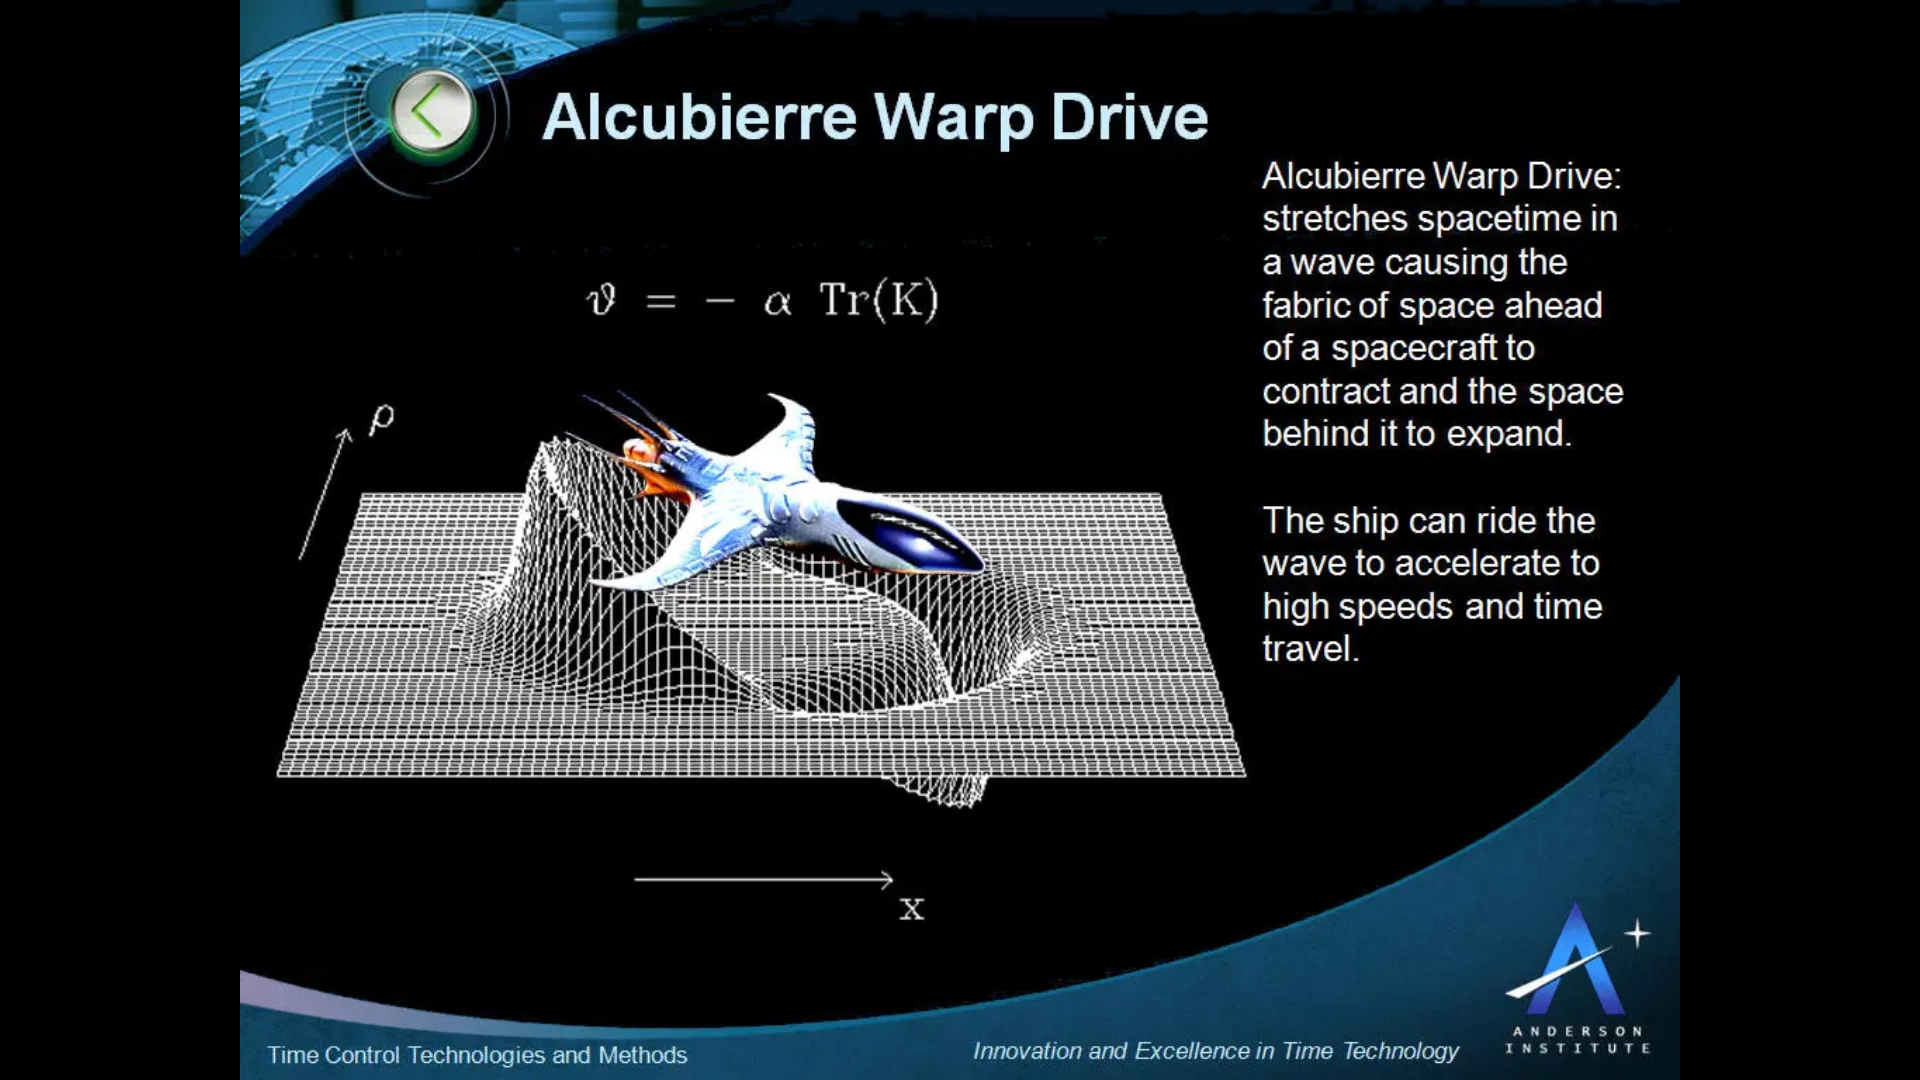 Alcubierre Warp Drive
Alcubierre Warp Drive:
stretches spacetime in
a wave causing the
fabric of space ahead
of a spacecraft to
contract and the space
behind it to expand.
The ship can ride the
wave to accelerate to
high speeds and time
travel.
ϑ = − α Tr(K)
ρ
x
Time Control Technologies and Methods
Innovation and Excellence in Time Technology
ANDERSON
INSTITUTE